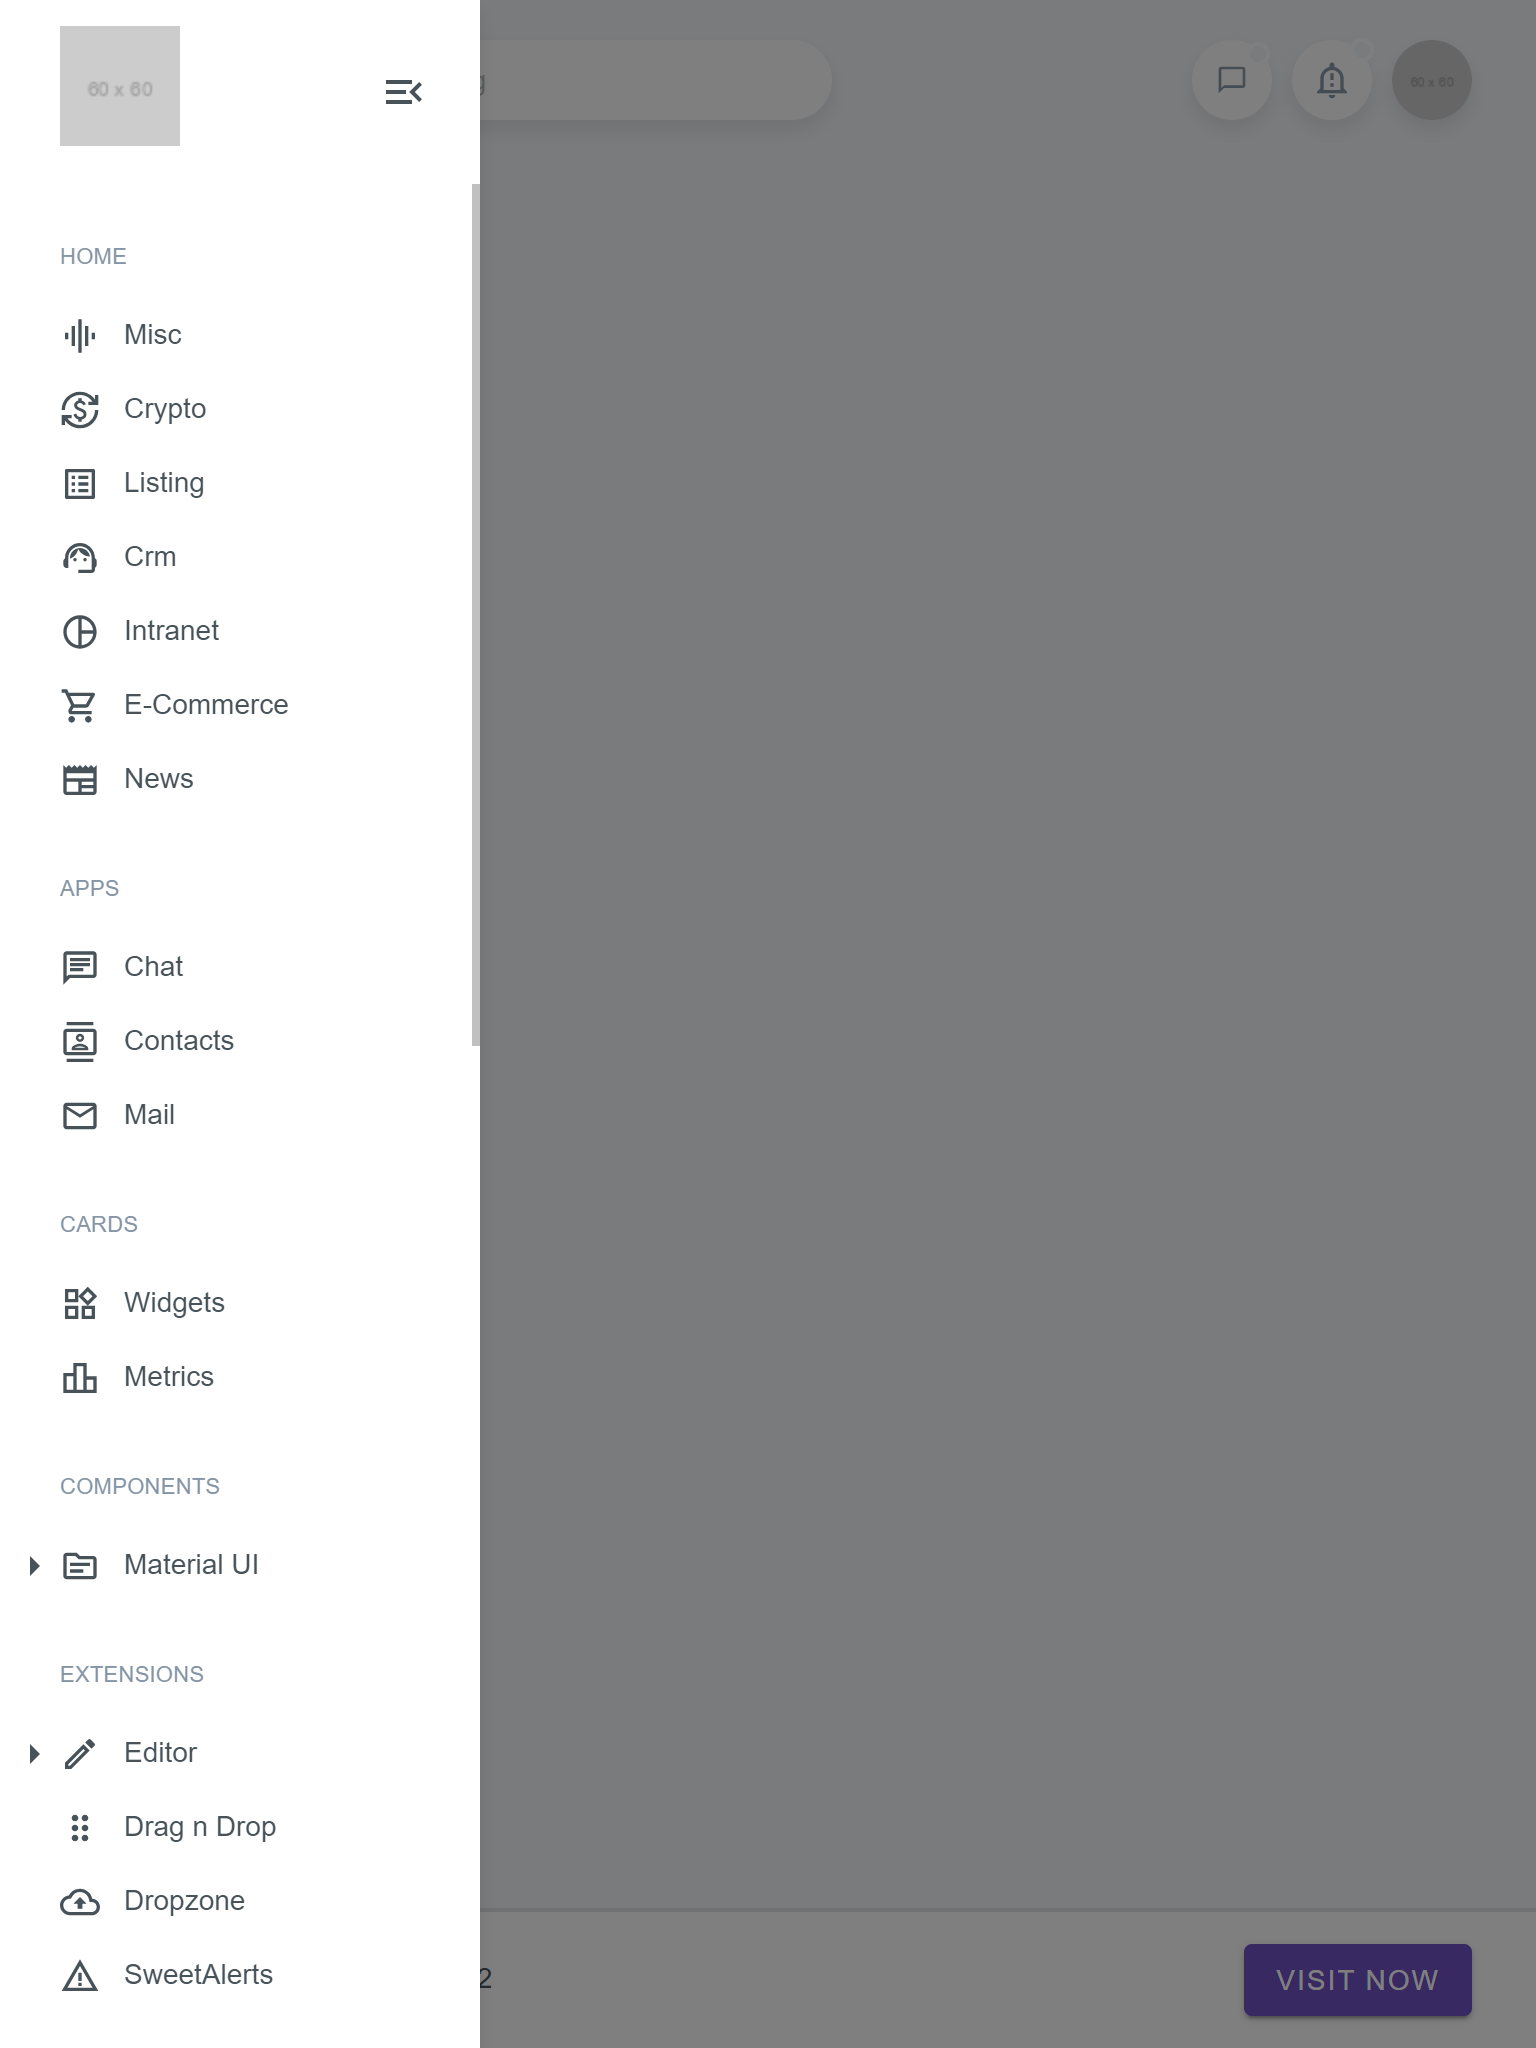 60 x 60
60 x 60
HOME
Misc
Crypto
Listing
Crm
Intranet
E-Commerce
News
APPS
Chat
Contacts
Mail
CARDS
Widgets
Metrics
COMPONENTS
Material UI
EXTENSIONS
Editor
Drag n Drop
Dropzone
SweetAlerts
2
VISIT NOW